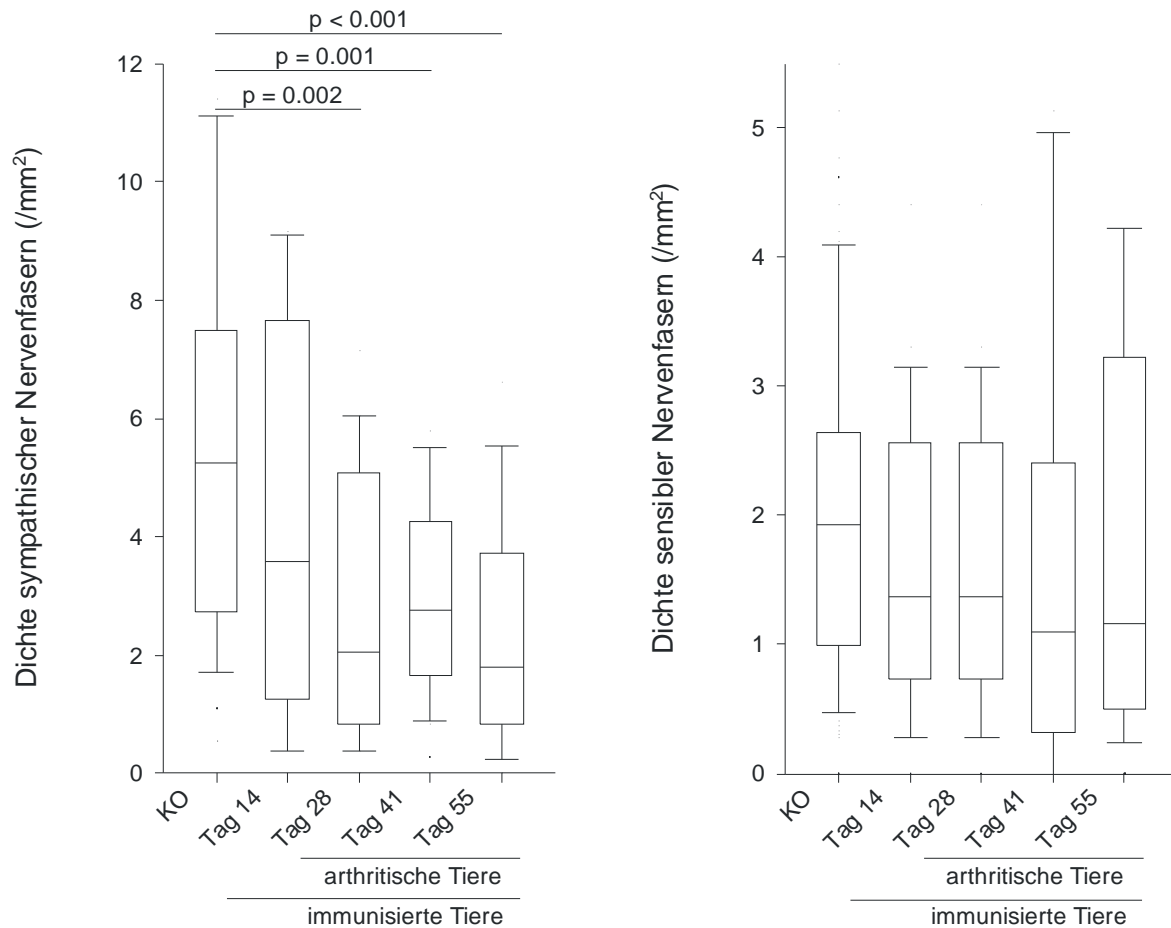 p < 0.001
p = 0.001
p = 0.002
Dichte sympathischer Nervenfasern (/mm²)
12
10
8
6
4
2
0
KO
Tag 14
Tag 28
Tag 41
Tag 55
arthritische Tiere
immunisierte Tiere
Dichte sensibler Nervenfasern (/mm²)
5
4
3
2
1
0
KO
Tag 14
Tag 28
Tag 41
Tag 55
arthritische Tiere
immunisierte Tiere